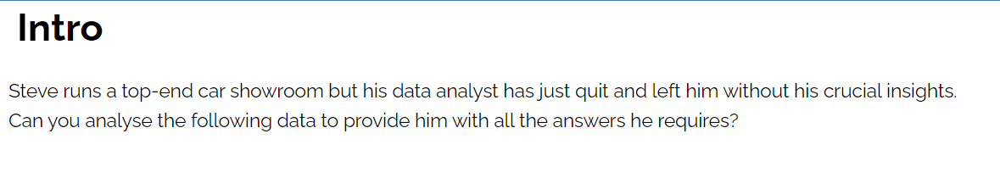 Intro
Steve runs a top-end car showroom but his data analyst has just quit and left him without his crucial insights.
Can you analyse the following data to provide him with all the answers he requires?